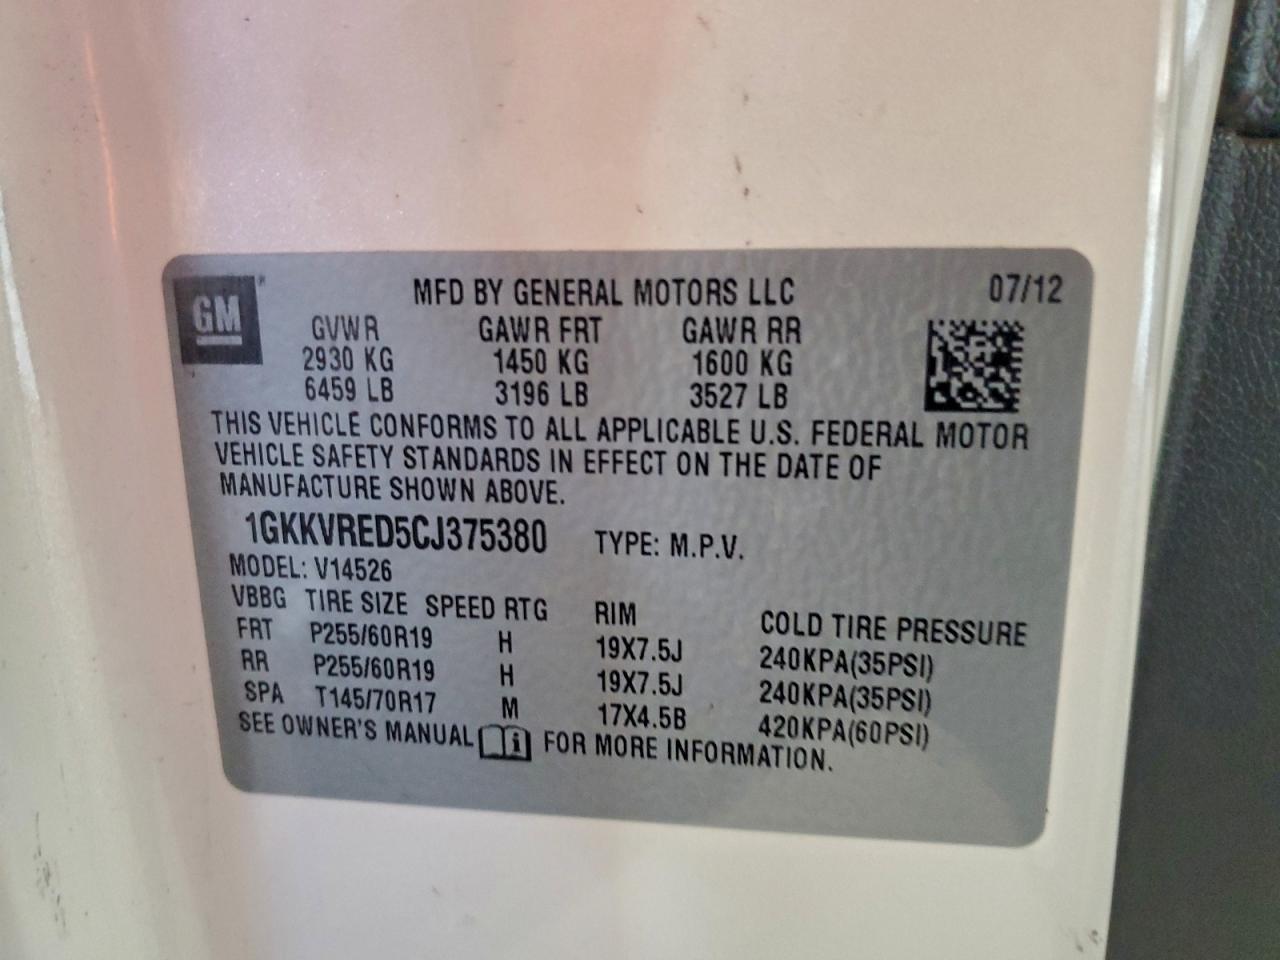 GM
MFD BY GENERAL MOTORS LLC 07/12
GVWR GAWR FRT GAWR RR
2930 KG 1450 KG 1600 KG
6459 LB 3196 LB 3527 LB
THIS VEHICLE CONFORMS TO ALL APPLICABLE U.S. FEDERAL MOTOR
VEHICLE SAFETY STANDARDS IN EFFECT ON THE DATE OF
MANUFACTURE SHOWN ABOVE.
1GKKVRED5CJ375380 TYPE: M.P.V.
MODEL: V14526
VBBG TIRE SIZE SPEED RTG RIM COLD TIRE PRESSURE
FRT P255/60R19 H 19X7.5J 240KPA(35PSI)
RR P255/60R19 H 19X7.5J 240KPA(35PSI)
SPA T145/70R17 M 17X4.5B 420KPA(60PSI)
SEE OWNER'S MANUAL i FOR MORE INFORMATION.